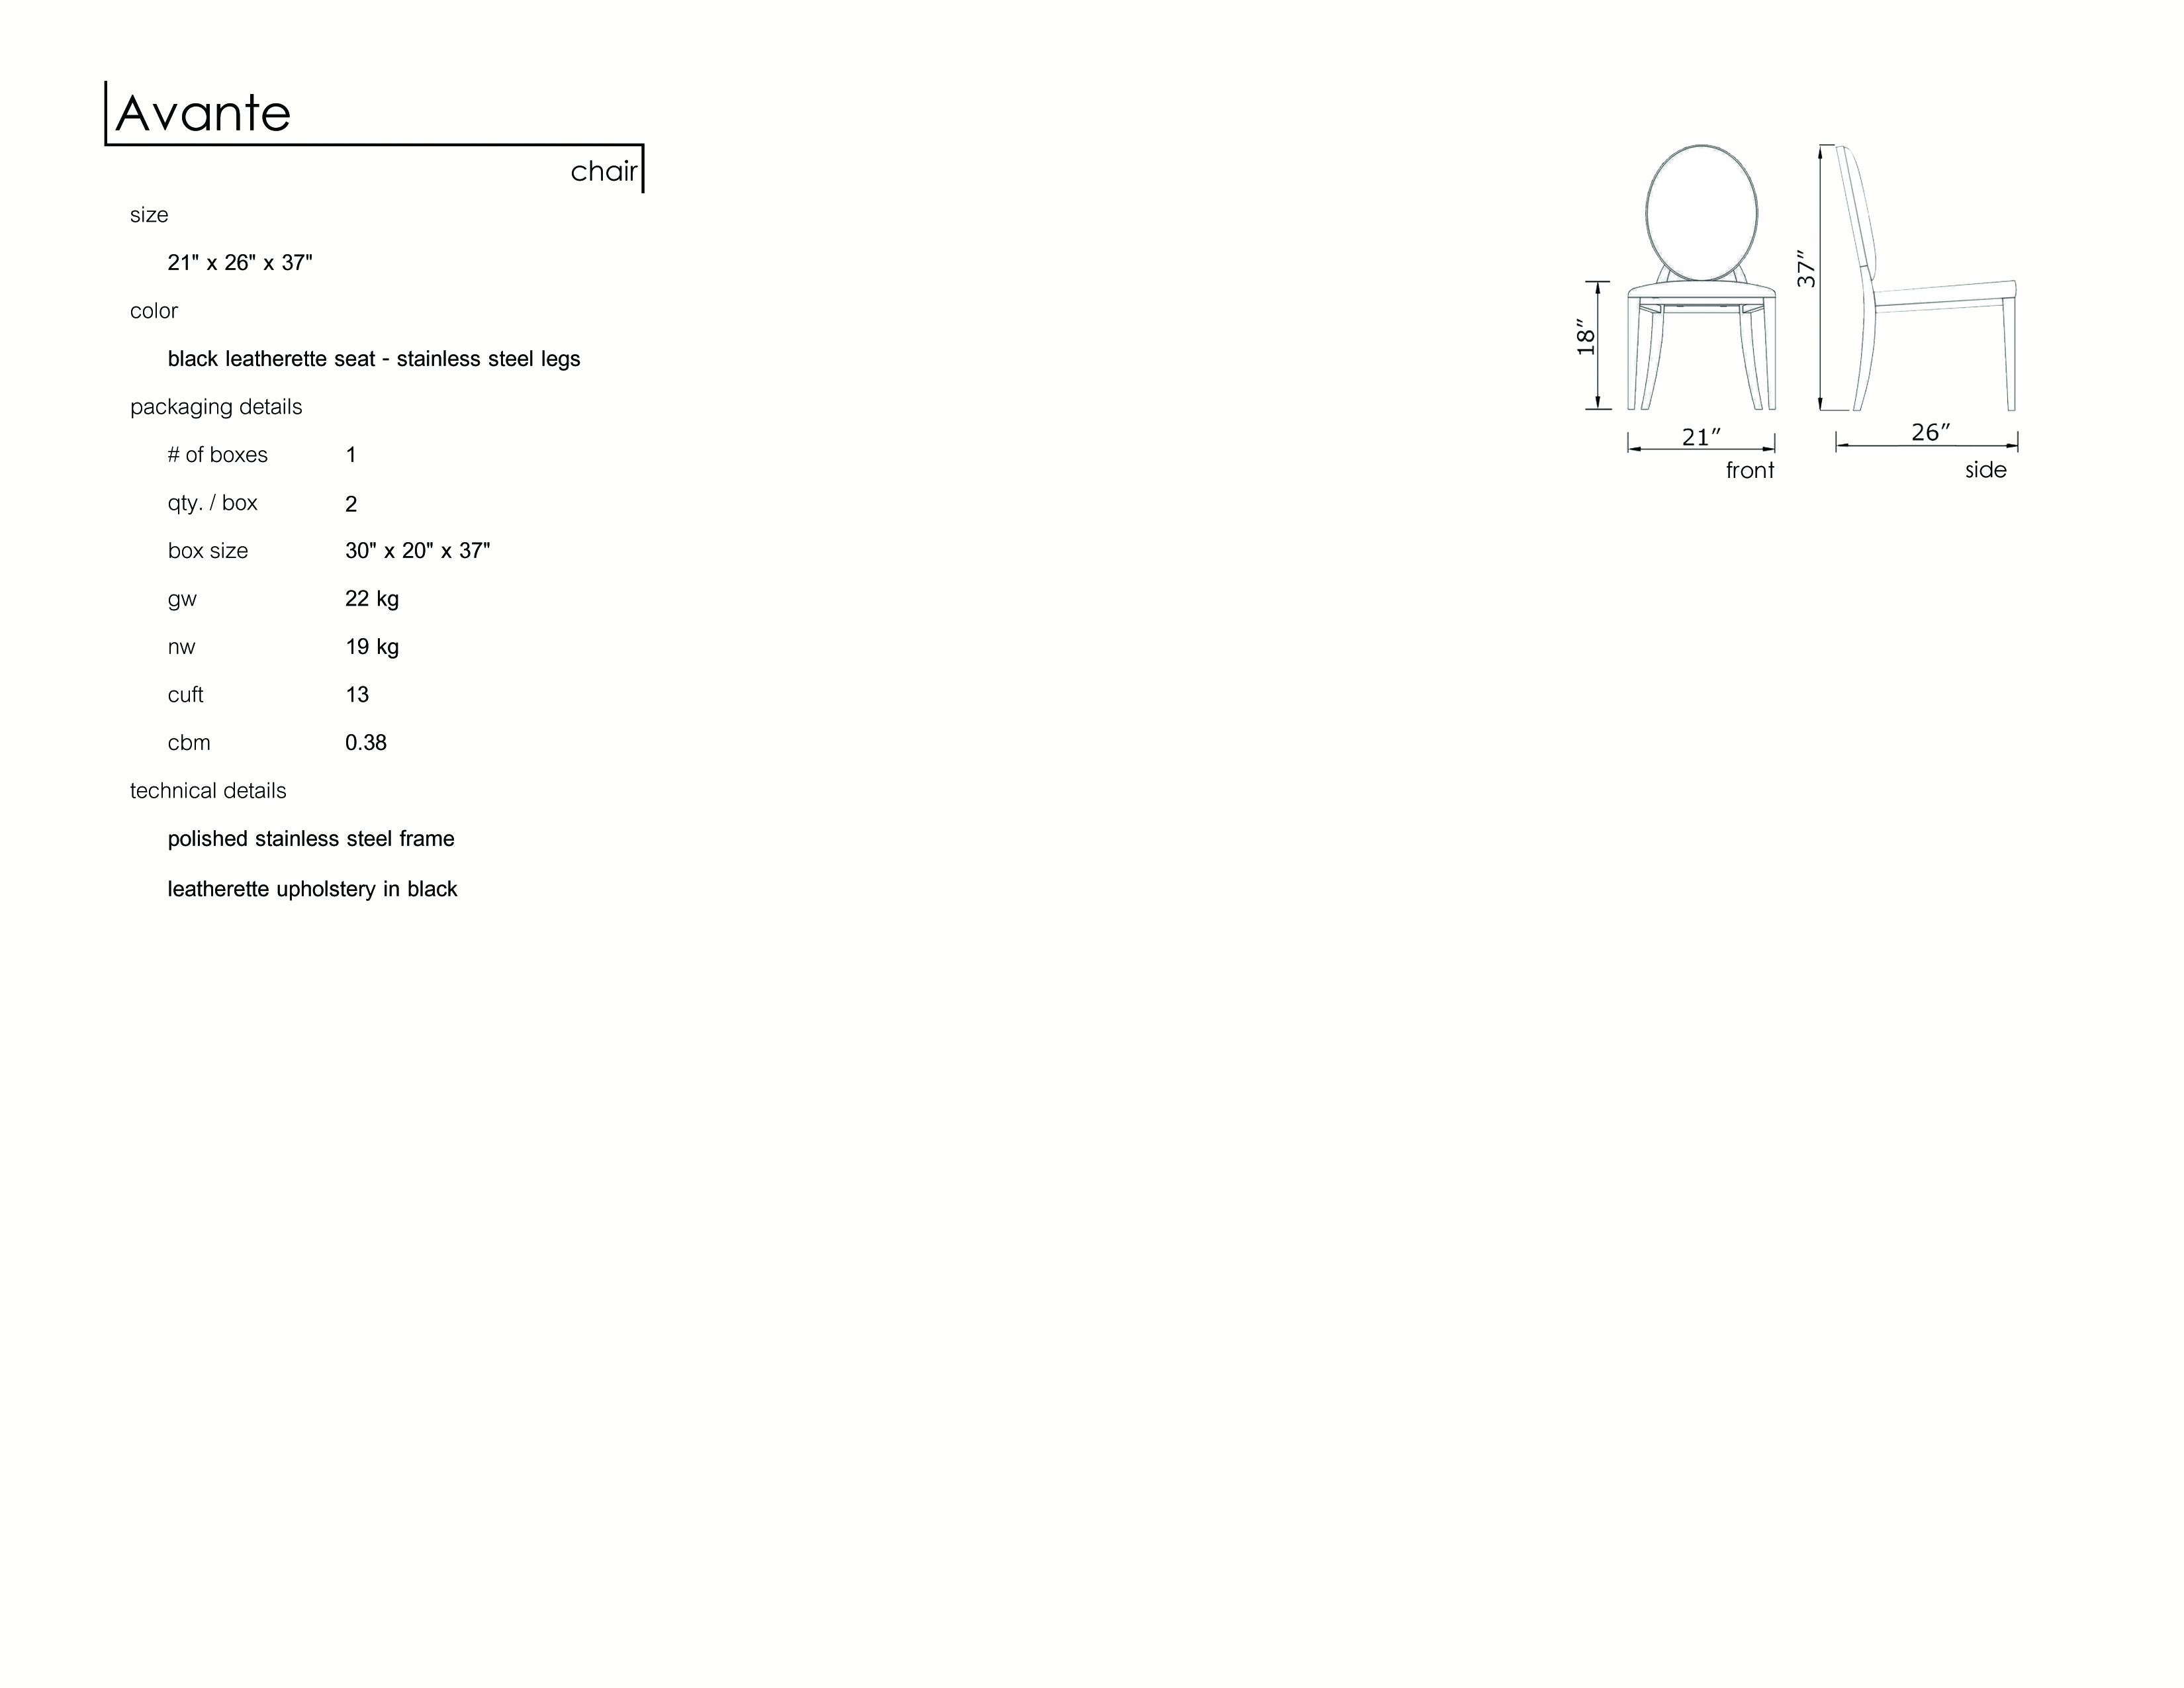 Avante
chair
size
21" x 26" x 37"
color
black leatherette seat - stainless steel legs
packaging details
# of boxes 1
qty. / box 2
box size 30" x 20" x 37"
gw 22 kg
nw 19 kg
cuft 13
cbm 0.38
technical details
polished stainless steel frame
leatherette upholstery in black
37”
18”
21”
26”
front
side